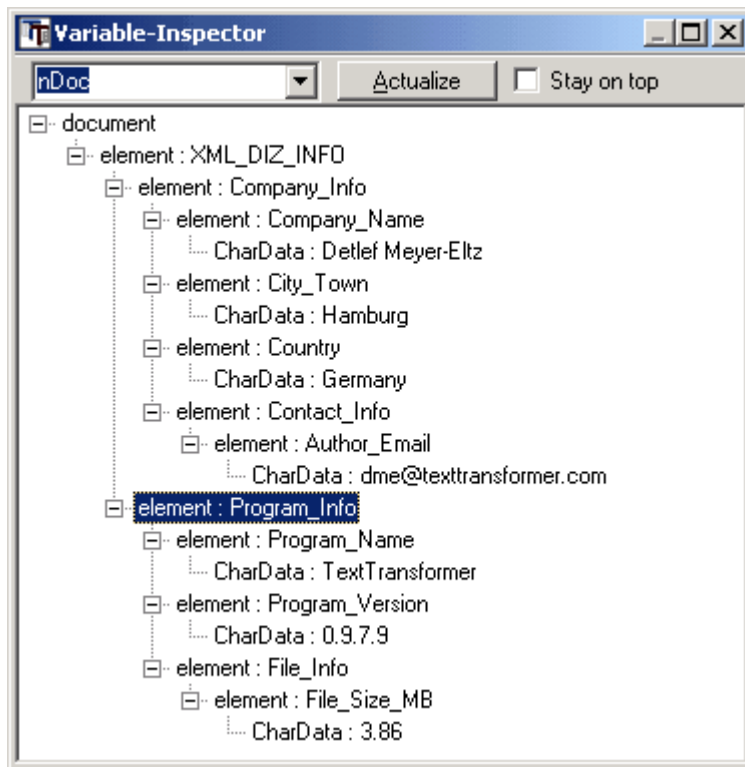 Variable-Inspector
nDoc Actualize Stay on top
document
element : XML_DIZ_INFO
element : Company_Info
element : Company_Name
CharData : Detlef Meyer-Eltz
element : City_Town
CharData : Hamburg
element : Country
CharData : Germany
element : Contact_Info
element : Author_Email
CharData : dme@texttransformer.com
element : Program_Info
element : Program_Name
CharData : TextTransformer
element : Program_Version
CharData : 0.9.7.9
element : File_Info
element : File_Size_MB
CharData : 3.86